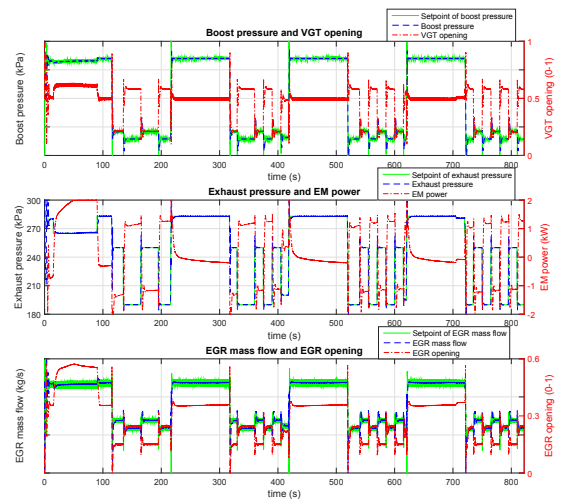 Boost pressure and VGT opening
Setpoint of boost pressure
Boost pressure
VGT opening
Boost pressure (kPa)
1
0.5
0
VGT opening (0-1)
0 100 200 300 400 500 600 700 800
time (s)
Exhaust pressure and EM power
Setpoint of exhaust pressure
Exhaust pressure
EM power
Exhaust pressure (kPa)
300
270
240
210
180
2
1
0
-1
-2
EM power (kW)
0 100 200 300 400 500 600 700 800
time (s)
EGR mass flow and EGR opening
Setpoint of EGR mass flow
EGR mass flow
EGR opening
EGR mass flow (kg/s)
0.6
0.3
0
EGR opening (0-1)
0 100 200 300 400 500 600 700 800
time (s)